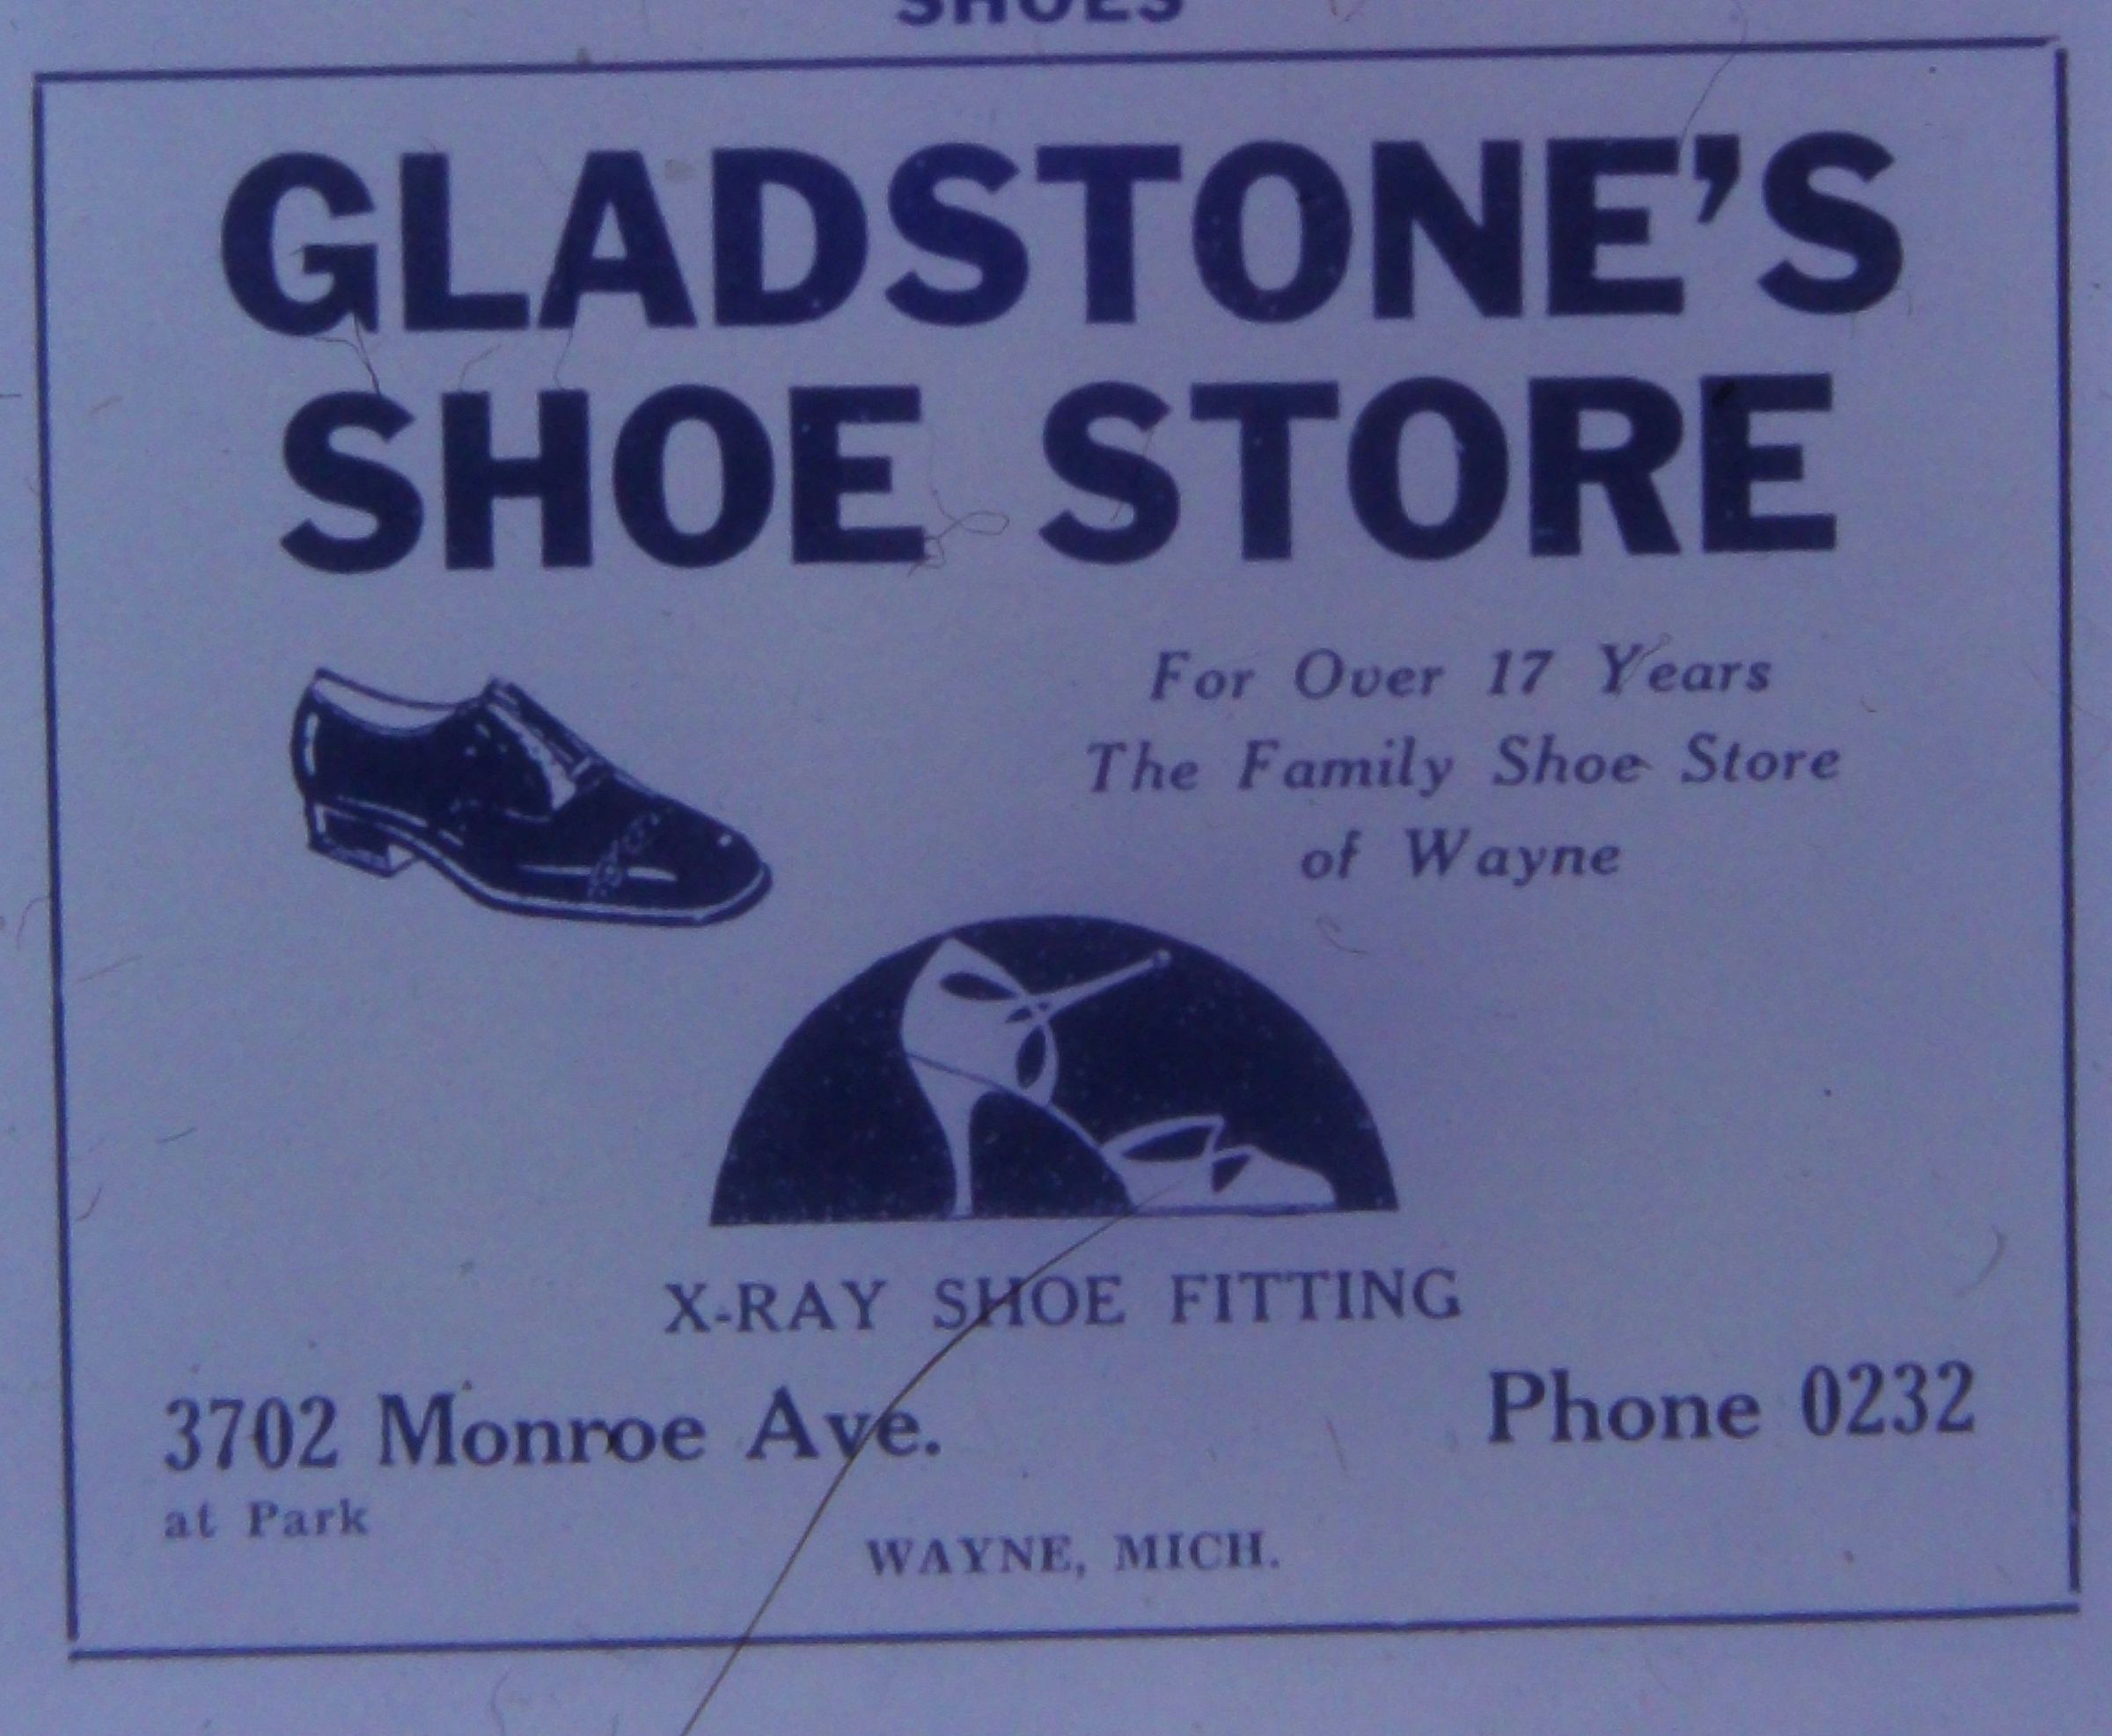 SHOES
GLADSTONE'S
SHOE STORE
For Over 17 Years
The Family Shoe Store
of Wayne
X-RAY SHOE FITTING
3702 Monroe Ave.
at Park
Phone 0232
WAYNE, MICH.